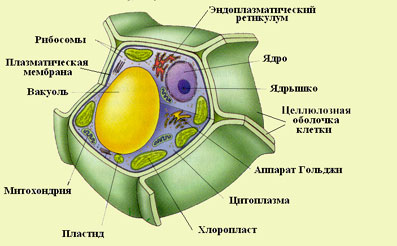 Эндоплазматический
ретикулум
Рибосомы
Плазматическая
мембрана
Ядро
Вакуоль
Ядрышко
Целлюлозная
оболочка
клетки
Аппарат Гольджи
Митохондрия
Цитоплазма
Хлоропласт
Пластид